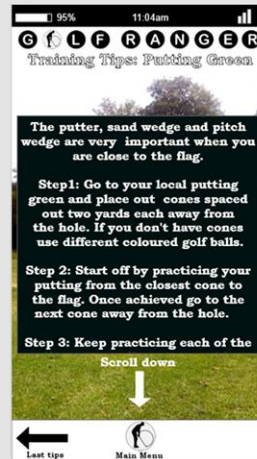 95% 11:04am
G LF RANGER
Training Tips: Putting Green
The putter, sand wedge and pitch
wedge are very important when you
are close to the flag.
Step1: Go to your local putting
green and place out cones spaced
out two yards each away from
the hole. If you don't have cones
use different coloured golf balls.
Step 2: Start off by practicing your
putting from the closest cone to
the flag. Once achieved go to the
next cone away from the hole.
Step 3: Keep practicing each of the
Scroll down
Last tips Main Menu